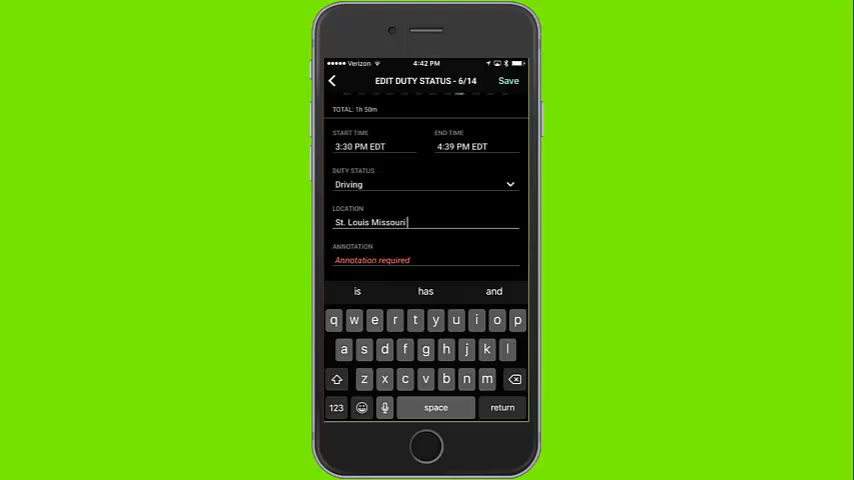 Verizon 4:42 PM
EDIT DUTY STATUS - 6/14 Save
TOTAL: 1h 50m
START TIME END TIME
3:30 PM EDT 4:39 PM EDT
DUTY STATUS
Driving
LOCATION
St. Louis Missouri
ANNOTATION
Annotation required
is has and
q w e r t y u i o p
a s d f g h j k l
z x c v b n m
123 space return